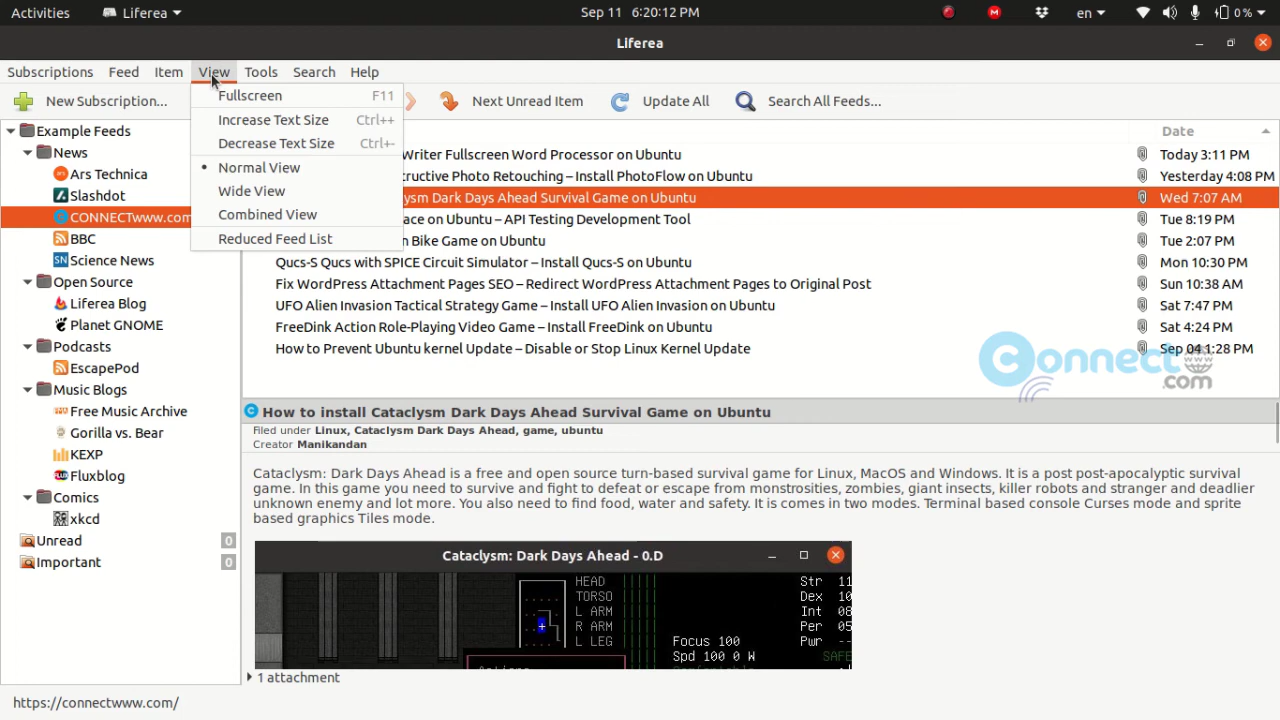 Activities Liferea Sep 11 6:20:12 PM en 0 %
Liferea
Subscriptions Feed Item View Tools Search Help
New Subscription... Next Unread Item Update All Search All Feeds...
Fullscreen F11
Increase Text Size Ctrl++
Decrease Text Size Ctrl+-
Normal View
Wide View
Combined View
Reduced Feed List
Example Feeds
News
Ars Technica
Slashdot
CONNECTwww.com
BBC
Science News
Open Source
Liferea Blog
Planet GNOME
Podcasts
EscapePod
Music Blogs
Free Music Archive
Gorilla vs. Bear
KEXP
Fluxblog
Comics
xkcd
Unread 0
Important 0
Date
Writer Fullscreen Word Processor on Ubuntu Today 3:11 PM
structive Photo Retouching – Install PhotoFlow on Ubuntu Yesterday 4:08 PM
lysm Dark Days Ahead Survival Game on Ubuntu Wed 7:07 AM
ace on Ubuntu – API Testing Development Tool Tue 8:19 PM
n Bike Game on Ubuntu Tue 2:07 PM
Qucs-S Qucs with SPICE Circuit Simulator – Install Qucs-S on Ubuntu Mon 10:30 PM
Fix WordPress Attachment Pages SEO – Redirect WordPress Attachment Pages to Original Post Sun 10:38 AM
UFO Alien Invasion Tactical Strategy Game – Install UFO Alien Invasion on Ubuntu Sat 7:47 PM
FreeDink Action Role-Playing Video Game – Install FreeDink on Ubuntu Sat 4:24 PM
How to Prevent Ubuntu kernel Update – Disable or Stop Linux Kernel Update Sep 04 1:28 PM
Connect
.com
How to install Cataclysm Dark Days Ahead Survival Game on Ubuntu
Filed under Linux, Cataclysm Dark Days Ahead, game, ubuntu
Creator Manikandan
Cataclysm: Dark Days Ahead is a free and open source turn-based survival game for Linux, MacOS and Windows. It is a post post-apocalyptic survival
game. In this game you need to survive and fight to defeat or escape from monstrosities, zombies, giant insects, killer robots and stranger and deadlier
unknown enemy and lot more. You also need to find food, water and safety. It is comes in two modes. Terminal based console Curses mode and sprite
based graphics Tiles mode.
Cataclysm: Dark Days Ahead - 0.D
HEAD Str 11
TORSO Dex 10
L ARM Int 08
R ARM Per 05
L LEG Focus 100 Pwr --
Spd 100 0 W SAFE
1 attachment
https://connectwww.com/